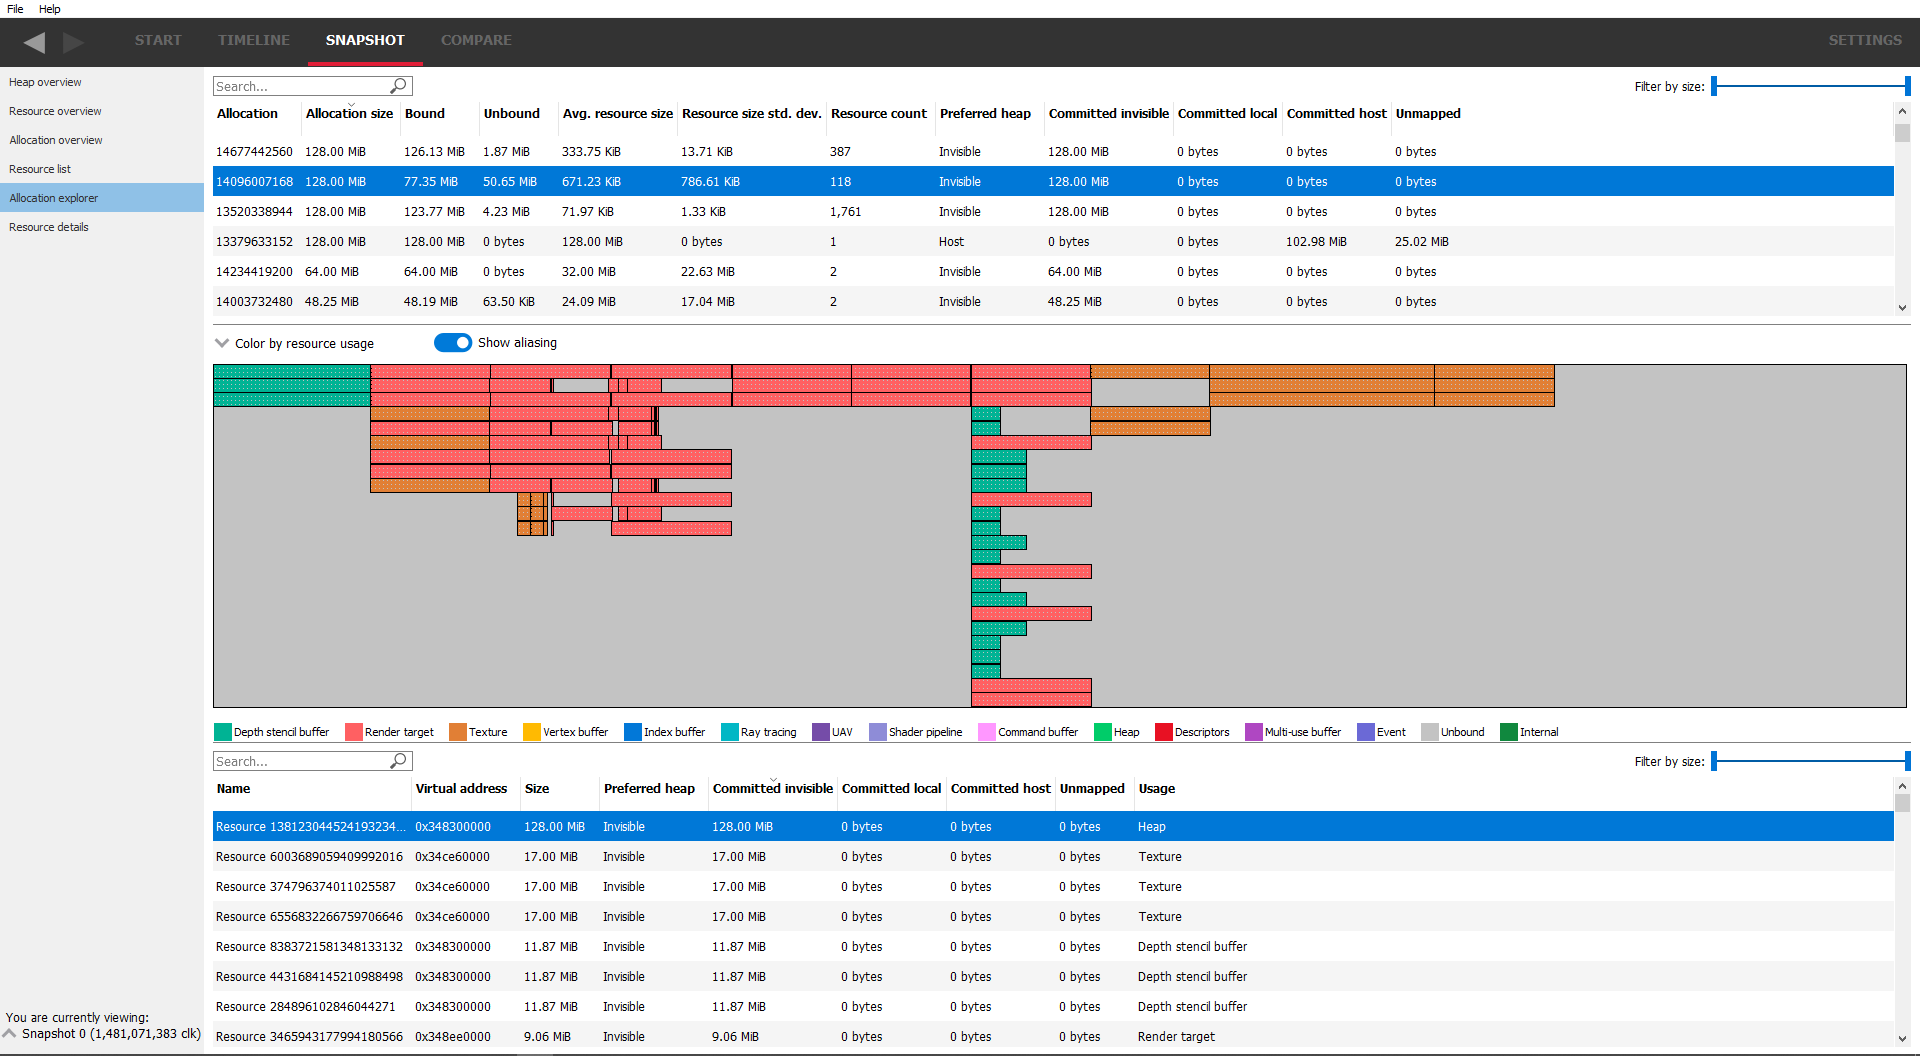 File Help
START TIMELINE SNAPSHOT COMPARE SETTINGS
Heap overview
Resource overview
Allocation overview
Resource list
Allocation explorer
Resource details
Search... Filter by size:
Allocation Allocation size Bound Unbound Avg. resource size Resource size std. dev. Resource count Preferred heap Committed invisible Committed local Committed host Unmapped
14677442560 128.00 MiB 126.13 MiB 1.87 MiB 333.75 KiB 13.71 KiB 387 Invisible 128.00 MiB 0 bytes 0 bytes 0 bytes
14096007168 128.00 MiB 77.35 MiB 50.65 MiB 671.23 KiB 786.61 KiB 118 Invisible 128.00 MiB 0 bytes 0 bytes 0 bytes
13520338944 128.00 MiB 123.77 MiB 4.23 MiB 71.97 KiB 1.33 KiB 1,761 Invisible 128.00 MiB 0 bytes 0 bytes 0 bytes
13379633152 128.00 MiB 128.00 MiB 0 bytes 128.00 MiB 0 bytes 1 Host 0 bytes 0 bytes 102.98 MiB 25.02 MiB
14234419200 64.00 MiB 64.00 MiB 0 bytes 32.00 MiB 22.63 MiB 2 Invisible 64.00 MiB 0 bytes 0 bytes 0 bytes
14003732480 48.25 MiB 48.19 MiB 63.50 KiB 24.09 MiB 17.04 MiB 2 Invisible 48.25 MiB 0 bytes 0 bytes 0 bytes
Color by resource usage Show aliasing
Depth stencil buffer Render target Texture Vertex buffer Index buffer Ray tracing UAV Shader pipeline Command buffer Heap Descriptors Multi-use buffer Event Unbound Internal
Search... Filter by size:
Name Virtual address Size Preferred heap Committed invisible Committed local Committed host Unmapped Usage
Resource 138123044524193234... 0x348300000 128.00 MiB Invisible 128.00 MiB 0 bytes 0 bytes 0 bytes Heap
Resource 6003689059409992016 0x34ce60000 17.00 MiB Invisible 17.00 MiB 0 bytes 0 bytes 0 bytes Texture
Resource 374796374011025587 0x34ce60000 17.00 MiB Invisible 17.00 MiB 0 bytes 0 bytes 0 bytes Texture
Resource 6556832266759706646 0x34ce60000 17.00 MiB Invisible 17.00 MiB 0 bytes 0 bytes 0 bytes Texture
Resource 8383721581348133132 0x348300000 11.87 MiB Invisible 11.87 MiB 0 bytes 0 bytes 0 bytes Depth stencil buffer
Resource 4431684145210988498 0x348300000 11.87 MiB Invisible 11.87 MiB 0 bytes 0 bytes 0 bytes Depth stencil buffer
Resource 284896102846044271 0x348300000 11.87 MiB Invisible 11.87 MiB 0 bytes 0 bytes 0 bytes Depth stencil buffer
Resource 3465943177994180566 0x348ee0000 9.06 MiB Invisible 9.06 MiB 0 bytes 0 bytes 0 bytes Render target
You are currently viewing:
Snapshot 0 (1,481,071,383 clk)